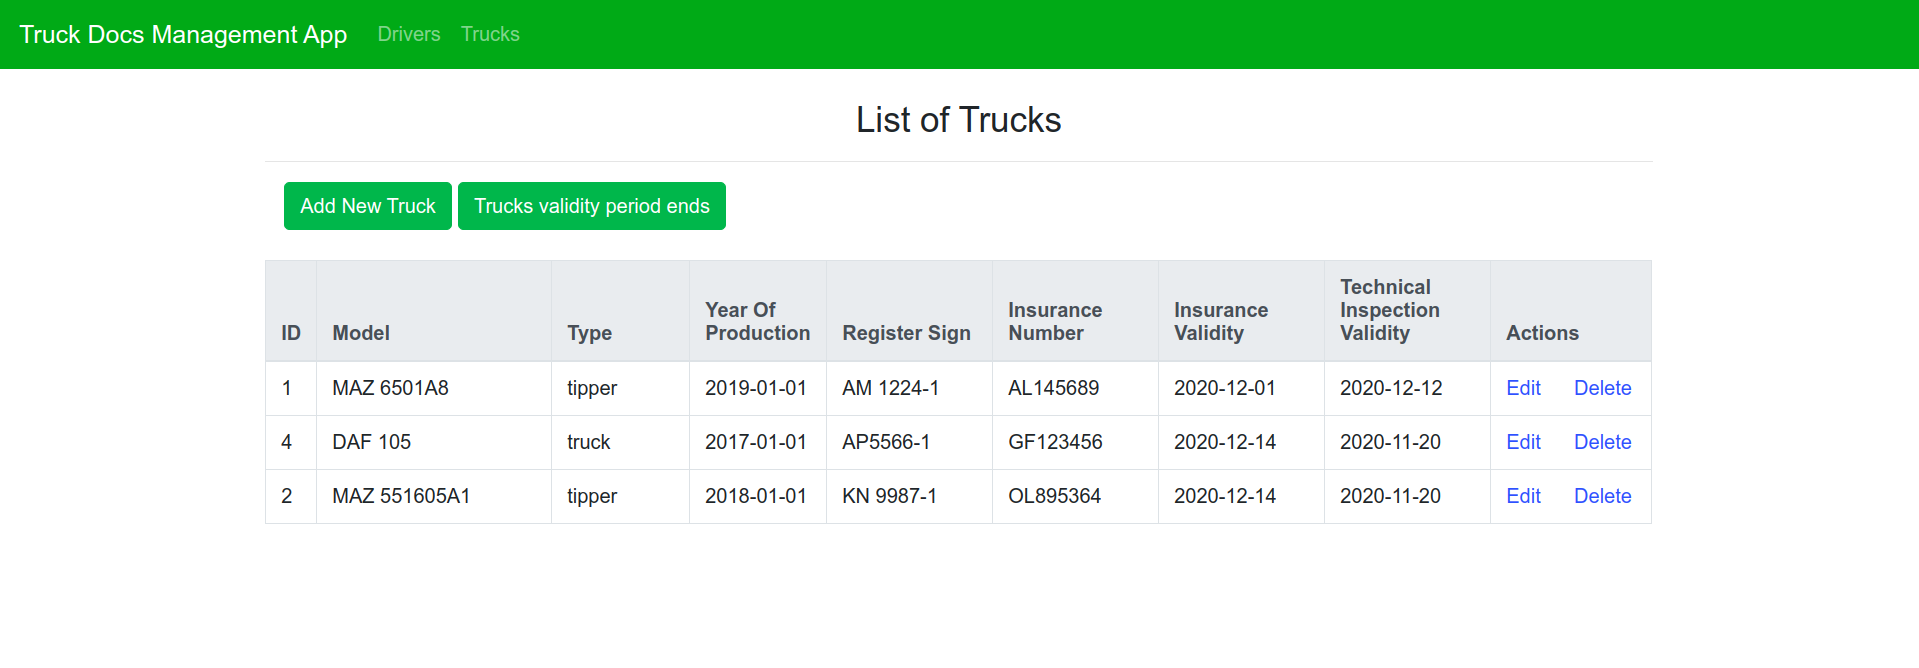 Truck Docs Management App Drivers Trucks
List of Trucks
Add New Truck Trucks validity period ends
ID Model Type Year Of Production Register Sign Insurance Number Insurance Validity Technical Inspection Validity Actions
1 MAZ 6501A8 tipper 2019-01-01 AM 1224-1 AL145689 2020-12-01 2020-12-12 Edit Delete
4 DAF 105 truck 2017-01-01 AP5566-1 GF123456 2020-12-14 2020-11-20 Edit Delete
2 MAZ 551605A1 tipper 2018-01-01 KN 9987-1 OL895364 2020-12-14 2020-11-20 Edit Delete